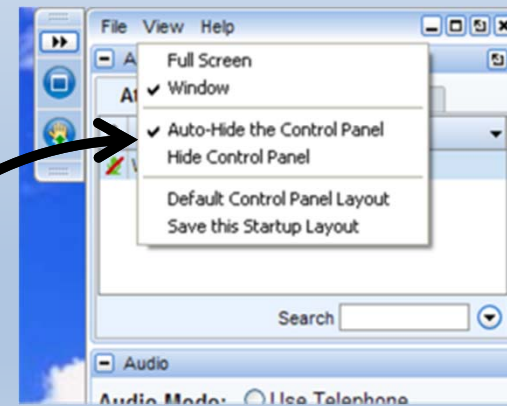 File View Help
A
Full Screen
At
Window
Auto-Hide the Control Panel
Hide Control Panel
Default Control Panel Layout
Save this Startup Layout
Search
Audio
Audio Mode: Use Telephone